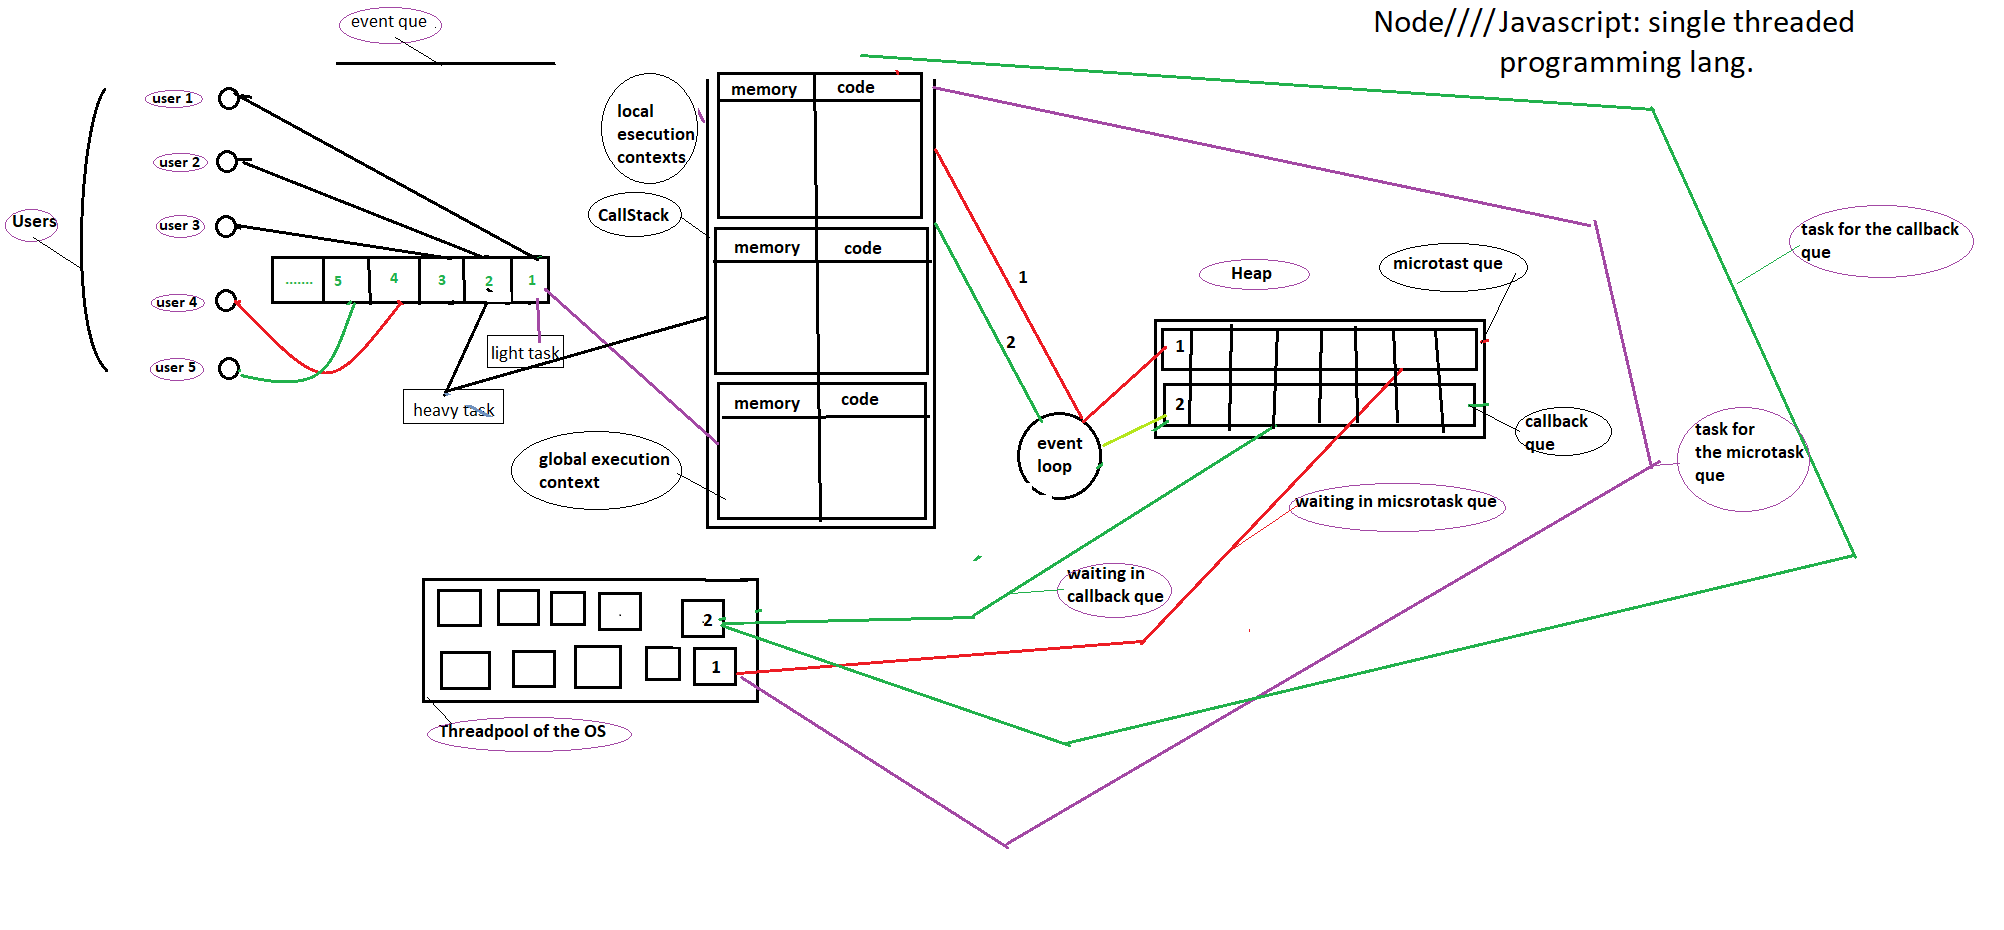 Node////Javascript: single threaded
programming lang.
event que .
Users
user 1
user 2
user 3
user 4
user 5
.......
5
4
3
2
1
light task
heavy task
local
esecution
contexts
CallStack
global execution
context
memory
code
memory
code
memory
code
1
2
event
loop
Heap
microtast que
1
2
callback
que
task for the callback
que
task for
the microtask
que
waiting in micsrotask que
waiting in
callback que
.
.2
1
Threadpool of the OS